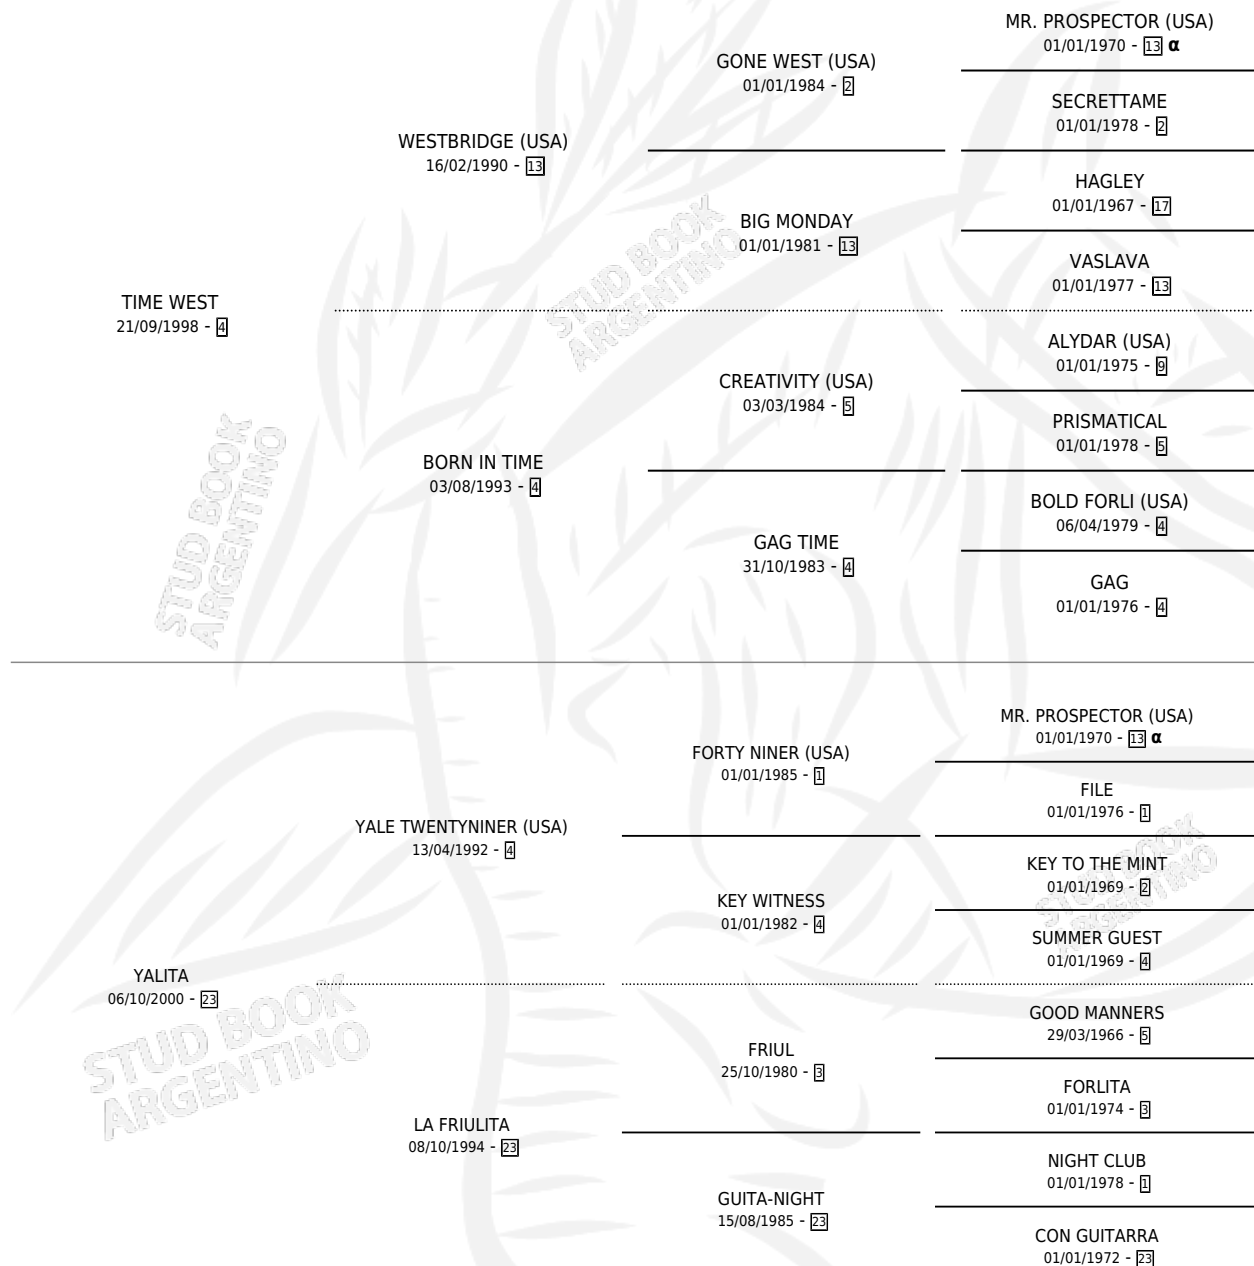 MR. PROSPECTOR (USA)
01/01/1970 - 13 α
GONE WEST (USA)
01/01/1984 - 2
SECRETTAME
01/01/1978 - 2
WESTBRIDGE (USA)
16/02/1990 - 13
HAGLEY
01/01/1967 - 17
BIG MONDAY
01/01/1981 - 13
VASLAVA
01/01/1977 - 13
TIME WEST
21/09/1998 - 4
ALYDAR (USA)
01/01/1975 - 9
CREATIVITY (USA)
03/03/1984 - 5
PRISMATICAL
01/01/1978 - 5
BORN IN TIME
03/08/1993 - 4
BOLD FORLI (USA)
06/04/1979 - 4
GAG TIME
31/10/1983 - 4
GAG
01/01/1976 - 4
MR. PROSPECTOR (USA)
01/01/1970 - 13 α
FORTY NINER (USA)
01/01/1985 - 1
FILE
01/01/1976 - 1
YALE TWENTYNINER (USA)
13/04/1992 - 4
KEY TO THE MINT
01/01/1969 - 2
KEY WITNESS
01/01/1982 - 4
SUMMER GUEST
01/01/1969 - 4
YALITA
06/10/2000 - 23
GOOD MANNERS
29/03/1966 - 5
FRIUL
25/10/1980 - 3
FORLITA
01/01/1974 - 3
LA FRIULITA
08/10/1994 - 23
NIGHT CLUB
01/01/1978 - 1
GUITA-NIGHT
15/08/1985 - 23
CON GUITARRA
01/01/1972 - 23
STUD BOOK
ARGENTINO
STUD BOOK
ARGENTINO
STUD BOOK
ARGENTINO
STUD BOOK
ARGENTINO